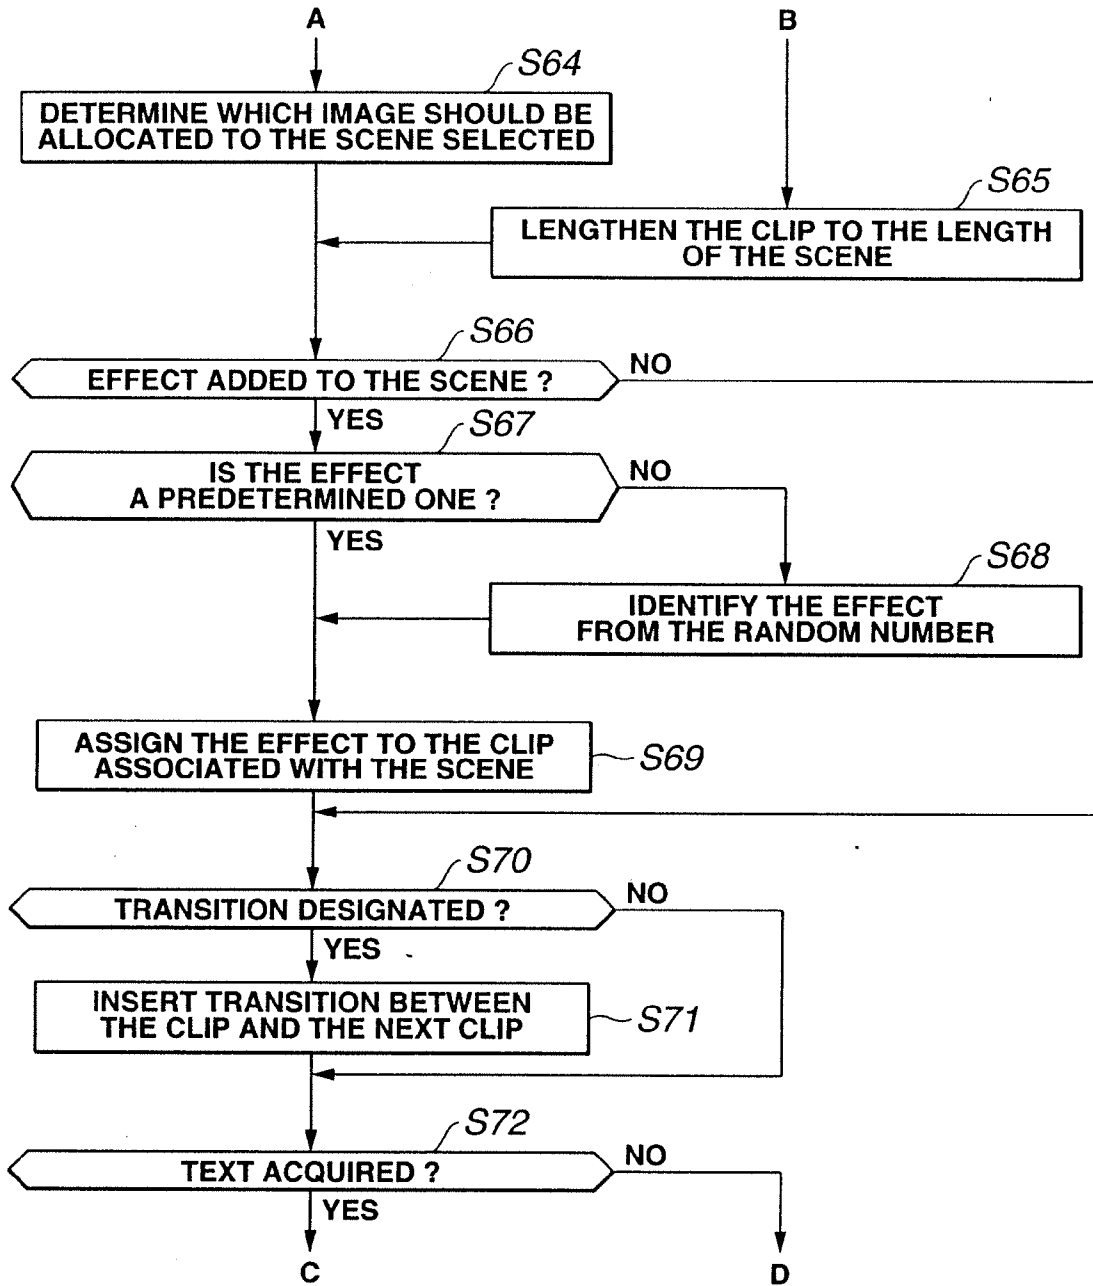 A
B
S64
DETERMINE WHICH IMAGE SHOULD BE
ALLOCATED TO THE SCENE SELECTED
S65
LENGTHEN THE CLIP TO THE LENGTH
OF THE SCENE
S66
EFFECT ADDED TO THE SCENE ?
NO
YES
S67
IS THE EFFECT
A PREDETERMINED ONE ?
NO
YES
S68
IDENTIFY THE EFFECT
FROM THE RANDOM NUMBER
ASSIGN THE EFFECT TO THE CLIP
ASSOCIATED WITH THE SCENE
S69
S70
TRANSITION DESIGNATED ?
NO
YES
INSERT TRANSITION BETWEEN
THE CLIP AND THE NEXT CLIP
S71
S72
TEXT ACQUIRED ?
NO
YES
C
D